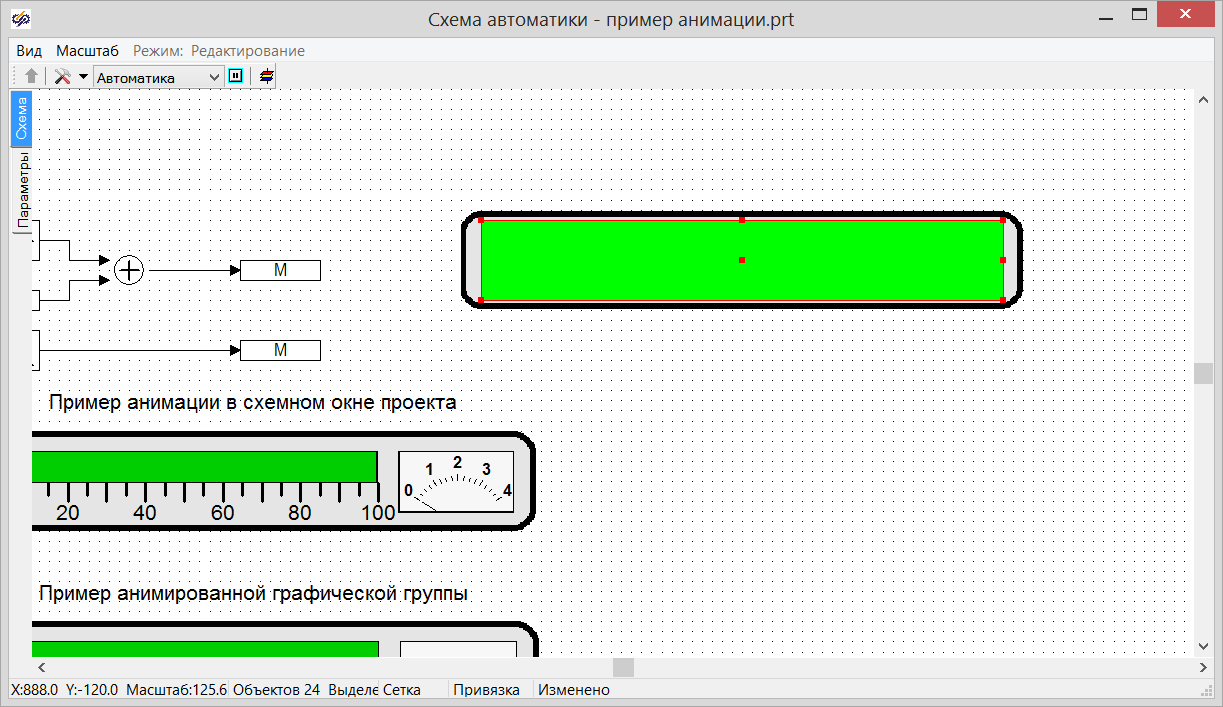 Схема автоматики - пример анимации.prt
Вид Масштаб Режим: Редактирование
Автоматика
Схема
Параметры
M
M
Пример анимации в схемном окне проекта
0 1 2 3 4
20 40 60 80 100
Пример анимированной графической группы
X:888.0 Y:-120.0 Масштаб:125.6 Объектов 24 Выделе Сетка Привязка Изменено